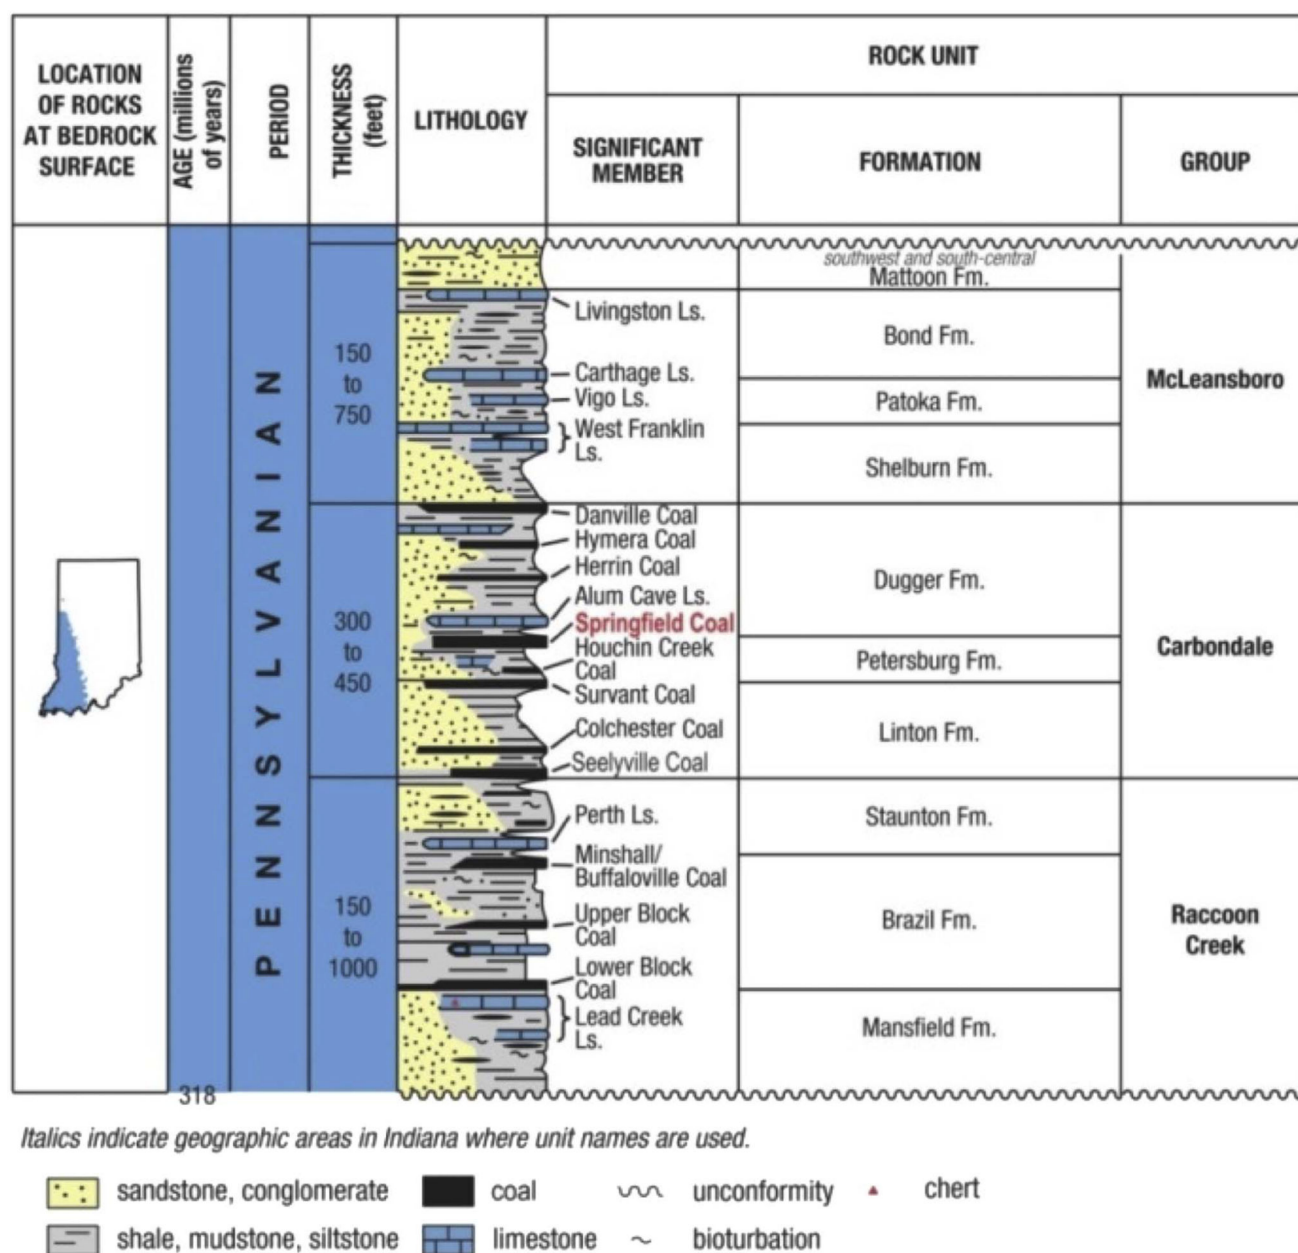 LOCATION
OF ROCKS
AT BEDROCK
SURFACE
AGE (millions
of years)
PERIOD
THICKNESS
(feet)
LITHOLOGY
ROCK UNIT
SIGNIFICANT
MEMBER
FORMATION
GROUP
318
PENNSYLVANIAN
150
to
750
300
to
450
150
to
1000
Livingston Ls.
Carthage Ls.
Vigo Ls.
West Franklin
Ls.
Danville Coal
Hymera Coal
Herrin Coal
Alum Cave Ls.
Springfield Coal
Houchin Creek
Coal
Survant Coal
Colchester Coal
Seelyville Coal
Perth Ls.
Minshall/
Buffaloville Coal
Upper Block
Coal
Lower Block
Coal
Lead Creek
Ls.
southwest and south-central
Mattoon Fm.
Bond Fm.
Patoka Fm.
Shelburn Fm.
Dugger Fm.
Petersburg Fm.
Linton Fm.
Staunton Fm.
Brazil Fm.
Mansfield Fm.
McLeansboro
Carbondale
Raccoon
Creek
Italics indicate geographic areas in Indiana where unit names are used.
sandstone, conglomerate
coal
unconformity
chert
shale, mudstone, siltstone
limestone
bioturbation